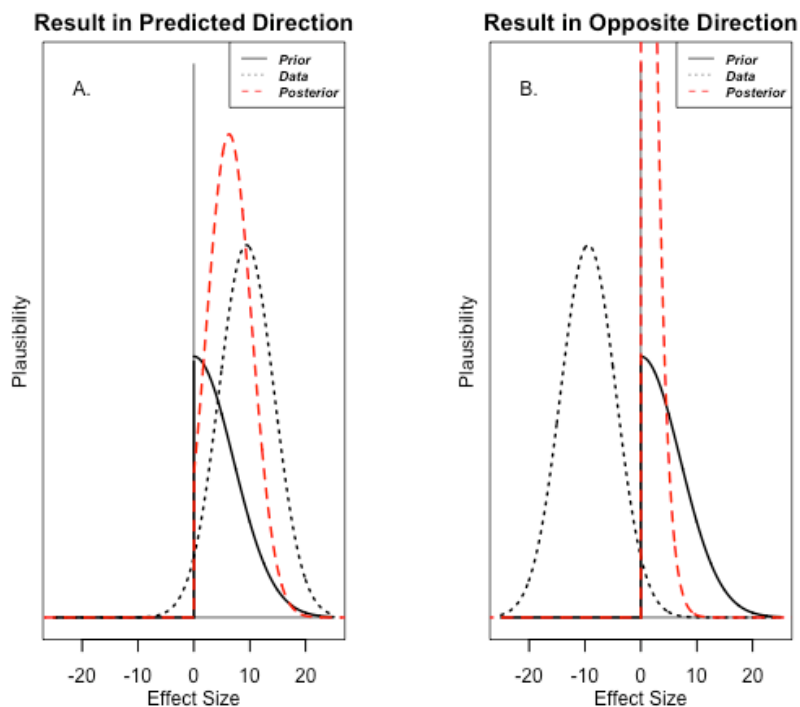 Result in Predicted Direction
Prior
Data
Posterior
A.
Plausibility
-20 -10 0 10 20
Effect Size
Result in Opposite Direction
Prior
Data
Posterior
B.
Plausibility
-20 -10 0 10 20
Effect Size